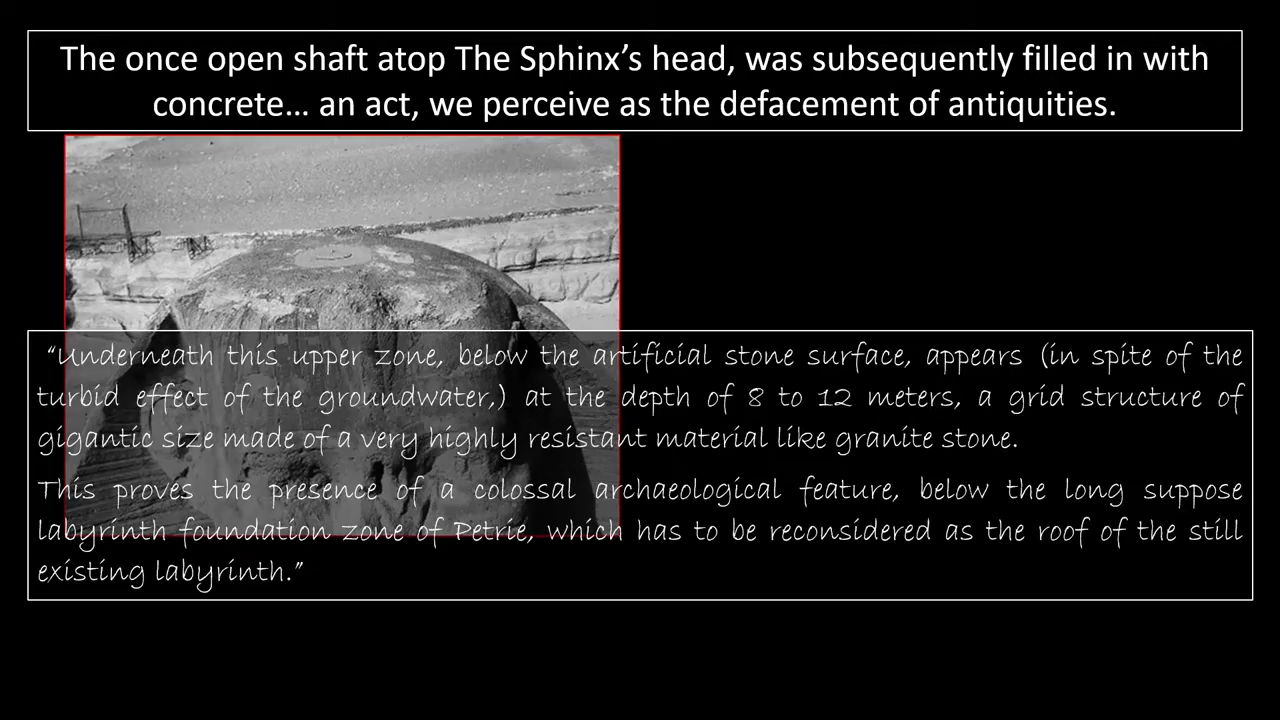 The once open shaft atop The Sphinx’s head, was subsequently filled in with
concrete… an act, we perceive as the defacement of antiquities.
“Underneath this upper zone, below the artificial stone surface, appears (in spite of the
turbid effect of the groundwater,) at the depth of 8 to 12 meters, a grid structure of
gigantic size made of a very highly resistant material like granite stone.
This proves the presence of a colossal archaeological feature, below the long suppose
labyrinth foundation zone of Petrie, which has to be reconsidered as the roof of the still
existing labyrinth.”